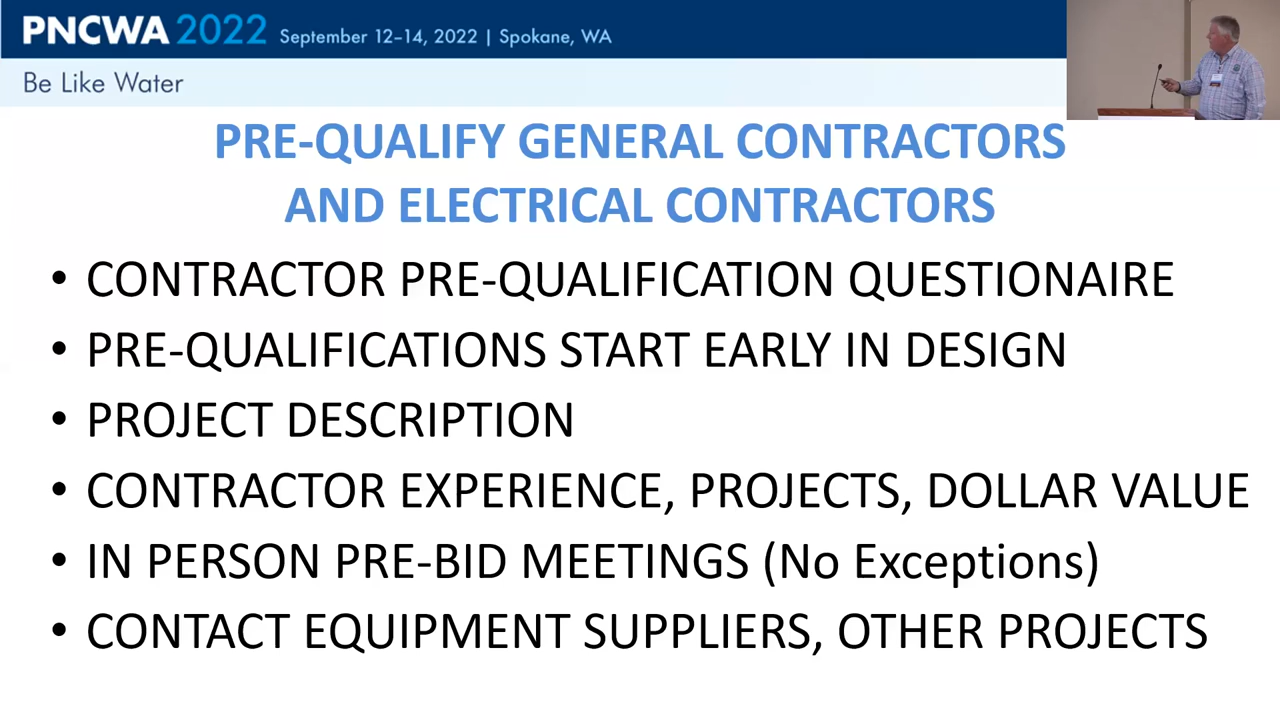 PNCWA 2022 September 12–14, 2022 | Spokane, WA
Be Like Water
PRE-QUALIFY GENERAL CONTRACTORS
AND ELECTRICAL CONTRACTORS
• CONTRACTOR PRE-QUALIFICATION QUESTIONAIRE
• PRE-QUALIFICATIONS START EARLY IN DESIGN
• PROJECT DESCRIPTION
• CONTRACTOR EXPERIENCE, PROJECTS, DOLLAR VALUE
• IN PERSON PRE-BID MEETINGS (No Exceptions)
• CONTACT EQUIPMENT SUPPLIERS, OTHER PROJECTS